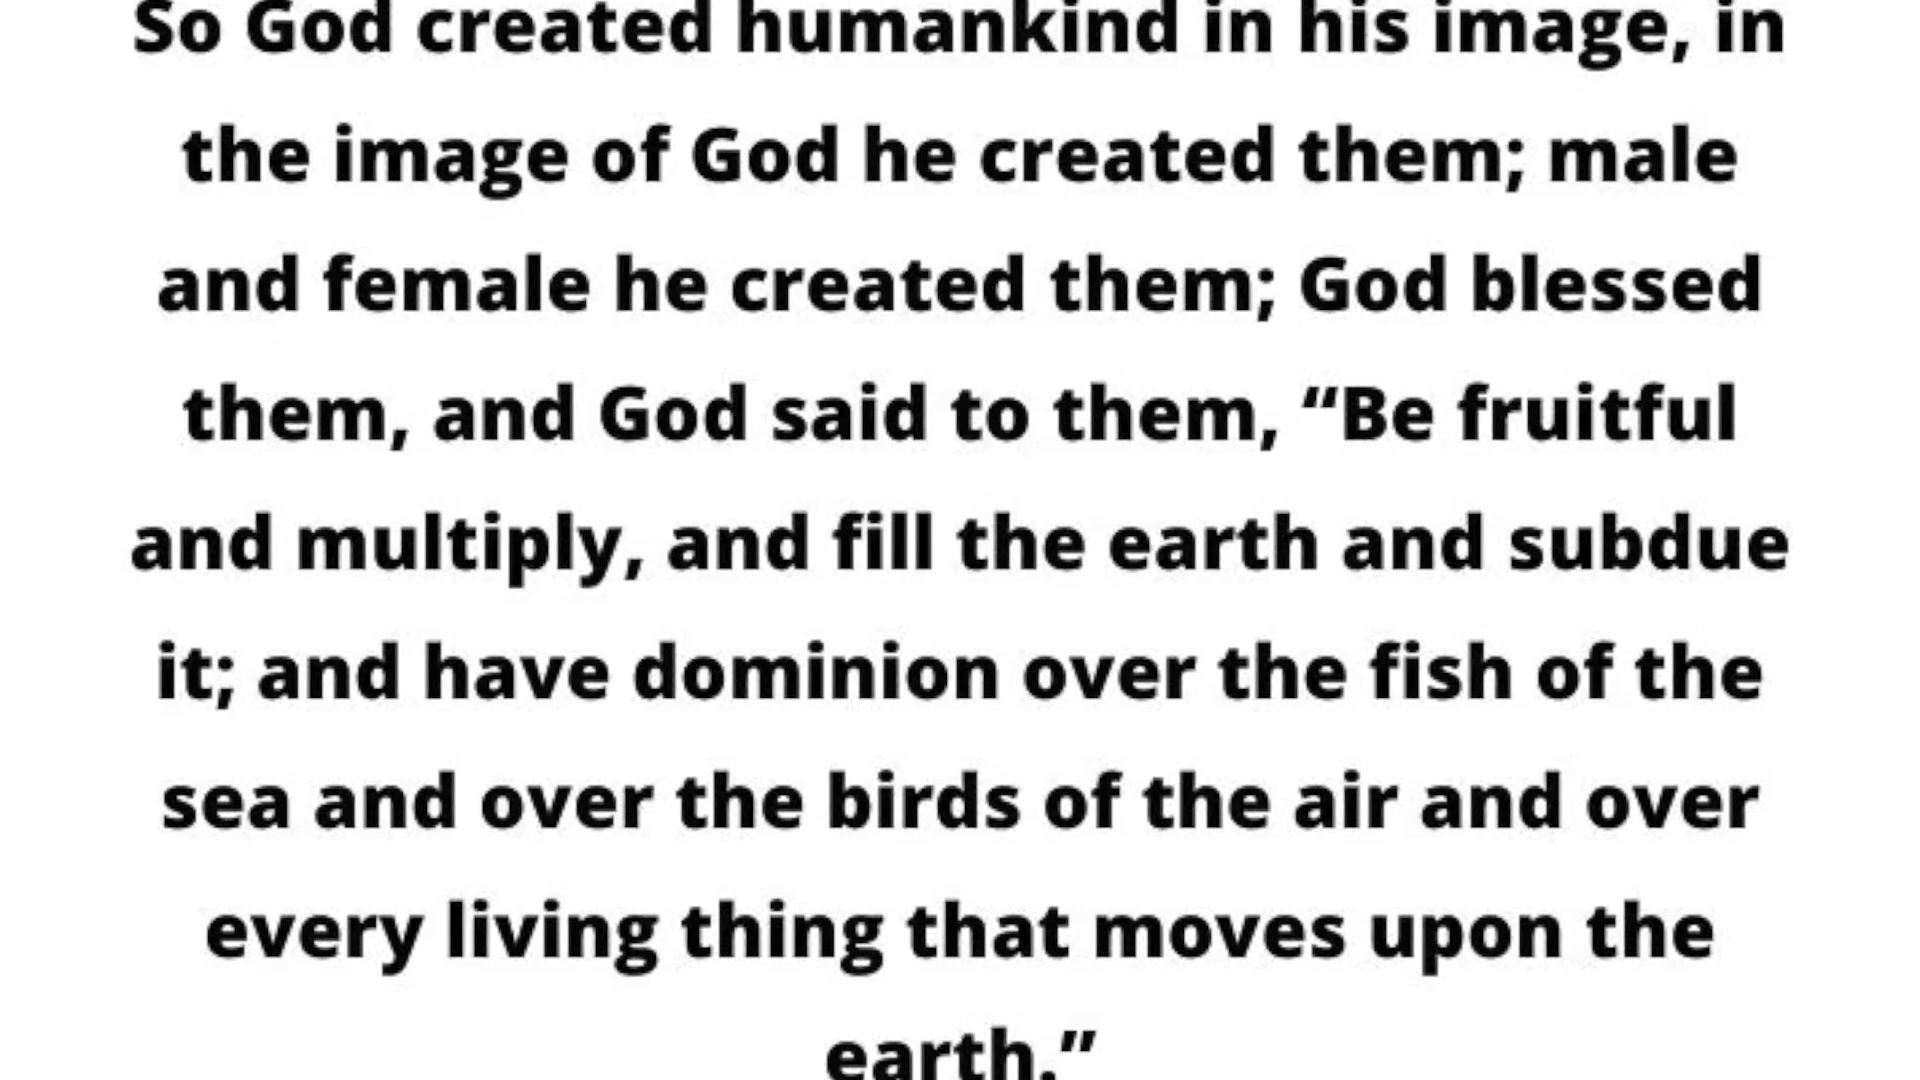 So God created humankind in his image, in
the image of God he created them; male
and female he created them; God blessed
them, and God said to them, “Be fruitful
and multiply, and fill the earth and subdue
it; and have dominion over the fish of the
sea and over the birds of the air and over
every living thing that moves upon the
earth.”